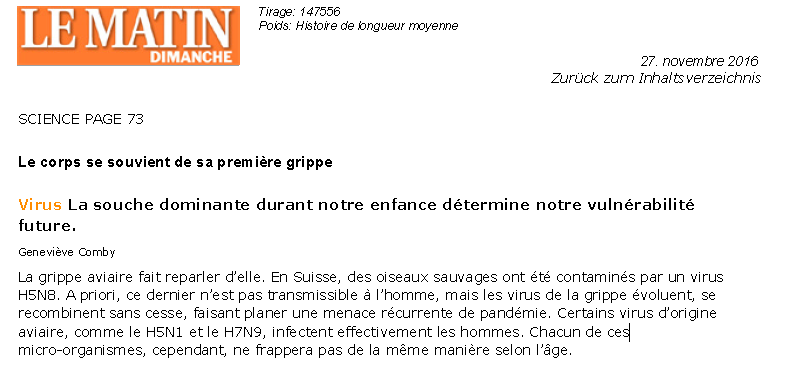 LE MATIN
DIMANCHE
Tirage: 147556
Poids: Histoire de longueur moyenne
27. novembre 2016
Zurück zum Inhaltsverzeichnis
SCIENCE PAGE 73
Le corps se souvient de sa première grippe
Virus La souche dominante durant notre enfance détermine notre vulnérabilité
future.
Geneviève Comby
La grippe aviaire fait reparler d'elle. En Suisse, des oiseaux sauvages ont été contaminés par un virus
H5N8. A priori, ce dernier n'est pas transmissible à l'homme, mais les virus de la grippe évoluent, se
recombinent sans cesse, faisant planer une menace récurrente de pandémie. Certains virus d'origine
aviaire, comme le H5N1 et le H7N9, infectent effectivement les hommes. Chacun de ces
micro-organismes, cependant, ne frappera pas de la même manière selon l'âge.